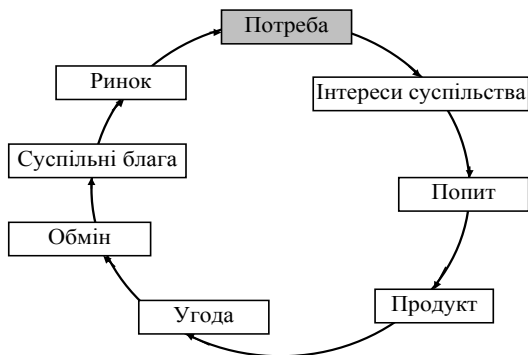 Потреба
Інтереси суспільства
Попит
Продукт
Угода
Обмін
Суспільні блага
Ринок